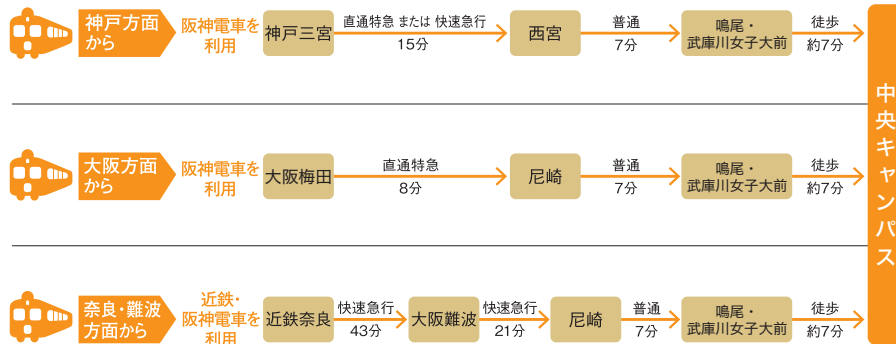 神戸方面
から
阪神電車を
利用
神戸三宮
直通特急 または 快速急行
15分
西宮
普通
7分
鳴尾・
武庫川女子大前
徒歩
約7分
大阪方面
から
阪神電車を
利用
大阪梅田
直通特急
8分
尼崎
普通
7分
鳴尾・
武庫川女子大前
徒歩
約7分
奈良・難波
方面から
近鉄・
阪神電車を
利用
近鉄奈良
快速急行
43分
大阪難波
快速急行
21分
尼崎
普通
7分
鳴尾・
武庫川女子大前
徒歩
約7分
中央キャンパス